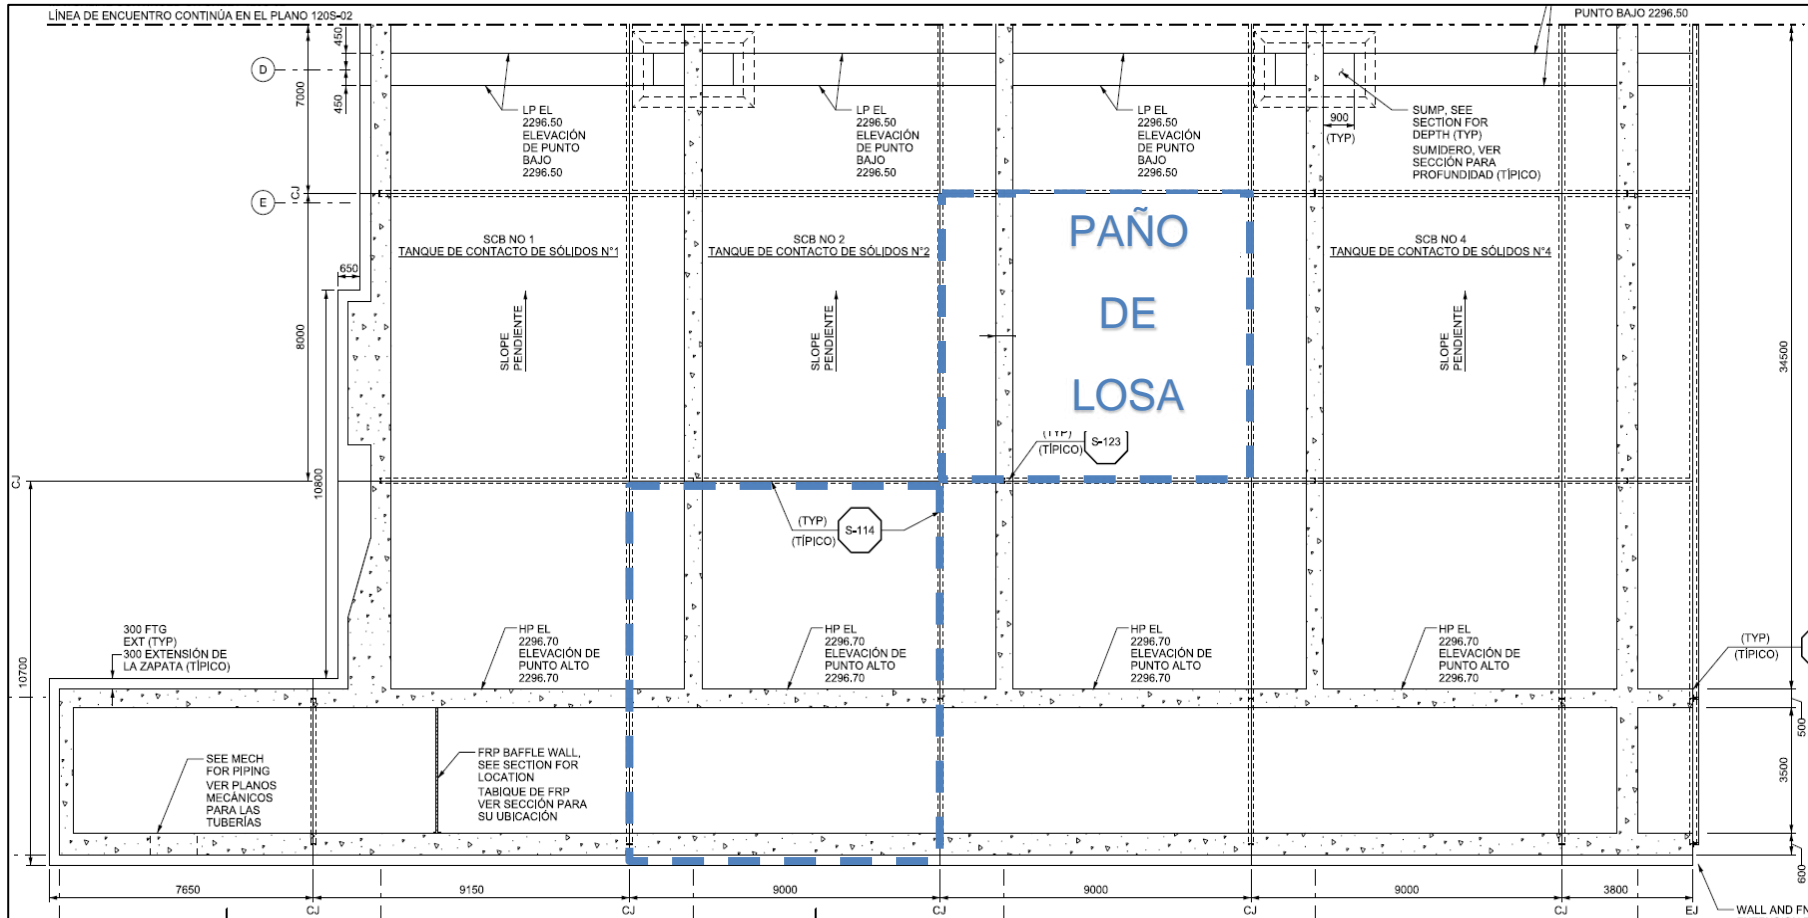 LÍNEA DE ENCUENTRO CONTINÚA EN EL PLANO 120S-02
PUNTO BAJO 2296.50
450
D
7000
450
LP EL
2296.50
ELEVACIÓN
DE PUNTO
BAJO
2296.50
LP EL
2296.50
ELEVACIÓN
DE PUNTO
BAJO
2296.50
LP EL
2296.50
ELEVACIÓN
DE PUNTO
BAJO
2296.50
900
(TYP)
SUMP, SEE
SECTION FOR
DEPTH (TYP)
SUMIDERO, VER
SECCIÓN PARA
PROFUNDIDAD (TÍPICO)
CJ
E
SCB NO 1
TANQUE DE CONTACTO DE SÓLIDOS N°1
SCB NO 2
TANQUE DE CONTACTO DE SÓLIDOS N°2
PAÑO
DE
LOSA
SCB NO 4
TANQUE DE CONTACTO DE SÓLIDOS N°4
650
8000
10800
SLOPE
PENDIENTE
SLOPE
PENDIENTE
SLOPE
PENDIENTE
34500
(TYP)
(TÍPICO)
S-123
CJ
(TYP)
(TÍPICO)
S-114
10700
300 FTG
EXT (TYP)
300 EXTENSIÓN DE
LA ZAPATA (TÍPICO)
HP EL
2296.70
ELEVACIÓN DE
PUNTO ALTO
2296.70
HP EL
2296.70
ELEVACIÓN DE
PUNTO ALTO
2296.70
HP EL
2296.70
ELEVACIÓN DE
PUNTO ALTO
2296.70
HP EL
2296.70
ELEVACIÓN DE
PUNTO ALTO
2296.70
(TYP)
(TÍPICO)
500
3500
600
SEE MECH
FOR PIPING
VER PLANOS
MECÁNICOS
PARA LAS
TUBERÍAS
FRP BAFFLE WALL,
SEE SECTION FOR
LOCATION
TABIQUE DE FRP
VER SECCIÓN PARA
SU UBICACIÓN
7650
9150
9000
9000
9000
3800
CJ
CJ
CJ
CJ
CJ
EJ
WALL AND